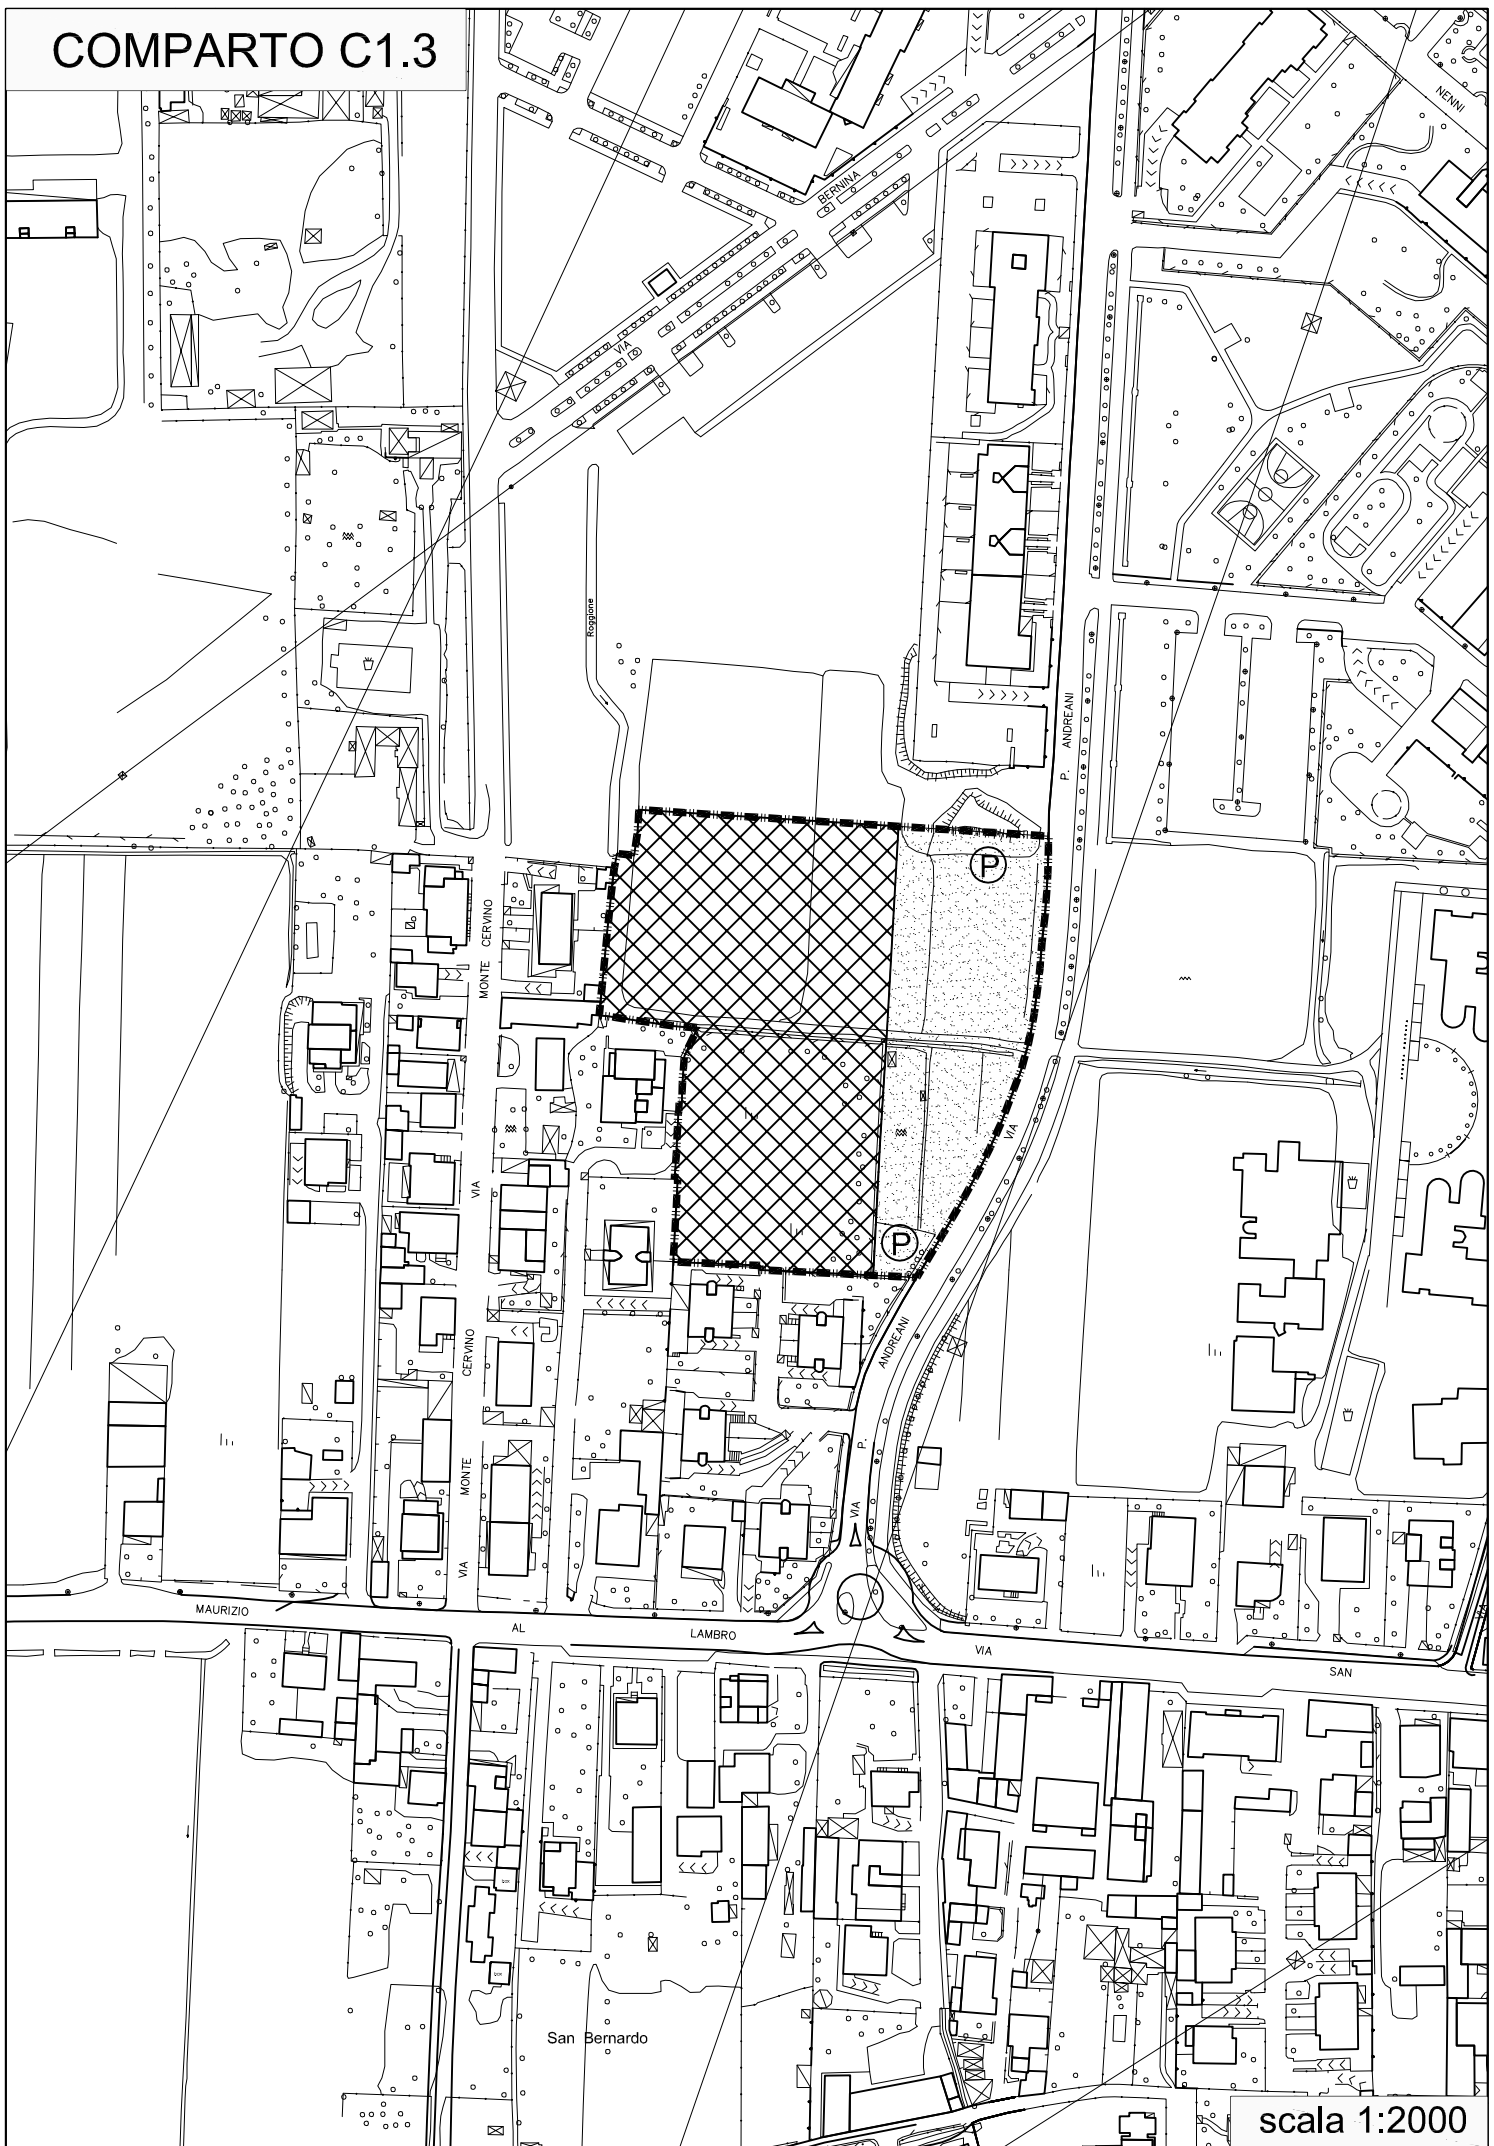 COMPARTO C1.3
NENNI
BERNINA
VIA
Roggione
P. ANDREANI
P
MONTE CERVINO
VIA
VIA
P
CERVINO
ANDREANI
MONTE
P.
VIA
VIA
MAURIZIO
AL
LAMBRO
VIA
SAN
San Bernardo
scala 1:2000